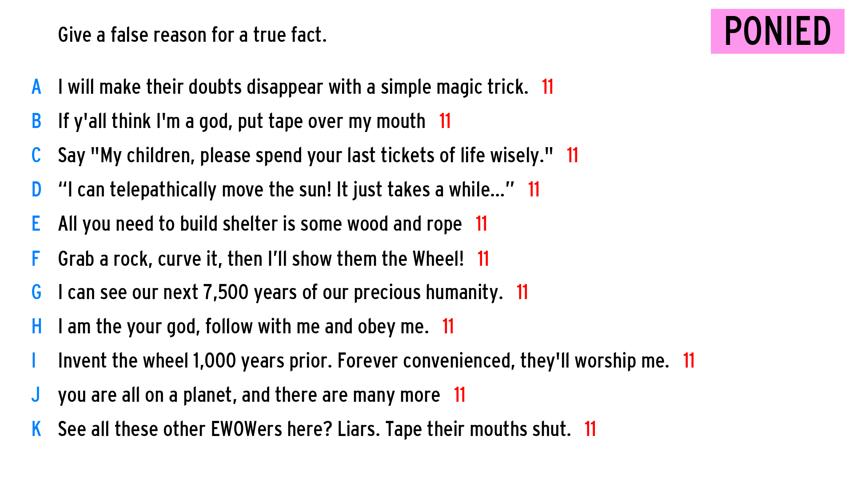 Give a false reason for a true fact.
PONIED
A I will make their doubts disappear with a simple magic trick. 11
B If y'all think I'm a god, put tape over my mouth 11
C Say "My children, please spend your last tickets of life wisely." 11
D “I can telepathically move the sun! It just takes a while...” 11
E All you need to build shelter is some wood and rope 11
F Grab a rock, curve it, then I’ll show them the Wheel! 11
G I can see our next 7,500 years of our precious humanity. 11
H I am the your god, follow with me and obey me. 11
I Invent the wheel 1,000 years prior. Forever convenienced, they'll worship me. 11
J you are all on a planet, and there are many more 11
K See all these other EWOWers here? Liars. Tape their mouths shut. 11